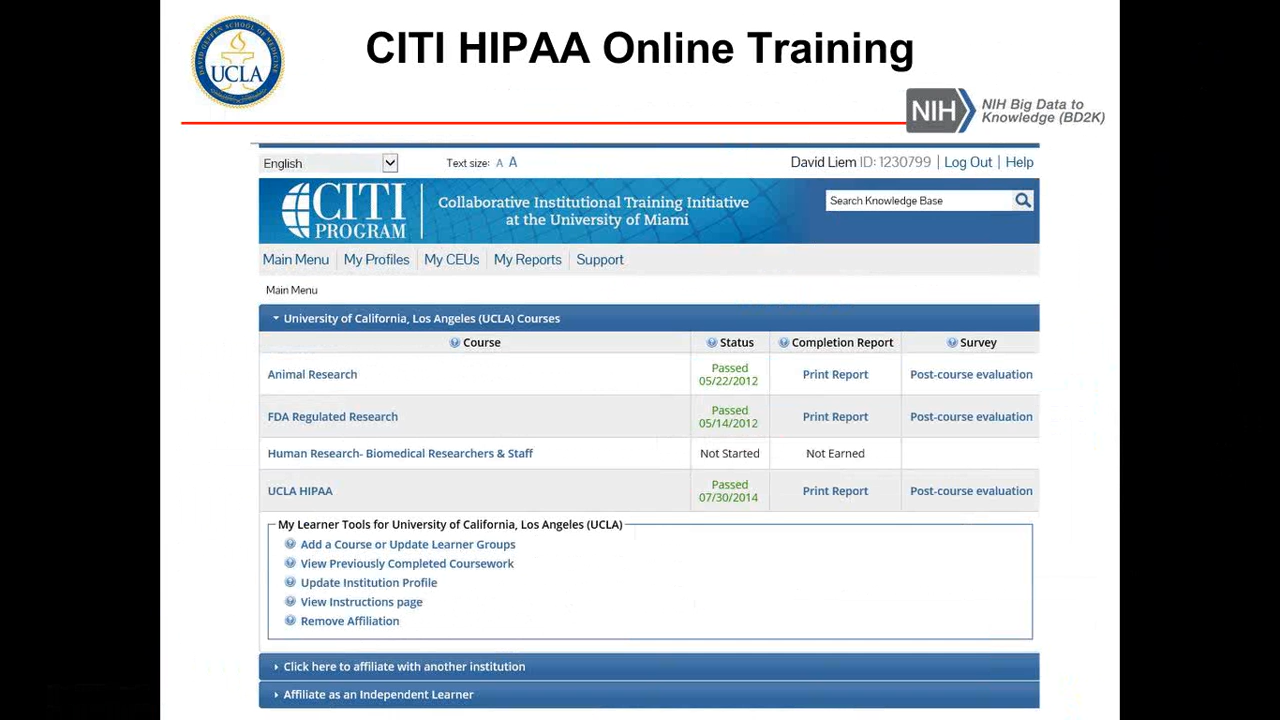 CITI HIPAA Online Training
DAVID GEFFEN SCHOOL OF MEDICINE
UCLA
NIH
NIH Big Data to
Knowledge (BD2K)
English
Text size: A A
David Liem ID: 1230799 | Log Out | Help
CITI
PROGRAM
Collaborative Institutional Training Initiative
at the University of Miami
Search Knowledge Base
Main Menu | My Profiles | My CEUs | My Reports | Support
Main Menu
University of California, Los Angeles (UCLA) Courses
Course Status Completion Report Survey
Animal Research Passed 05/22/2012 Print Report Post-course evaluation
FDA Regulated Research Passed 05/14/2012 Print Report Post-course evaluation
Human Research- Biomedical Researchers & Staff Not Started Not Earned
UCLA HIPAA Passed 07/30/2014 Print Report Post-course evaluation
My Learner Tools for University of California, Los Angeles (UCLA)
Add a Course or Update Learner Groups
View Previously Completed Coursework
Update Institution Profile
View Instructions page
Remove Affiliation
Click here to affiliate with another institution
Affiliate as an Independent Learner